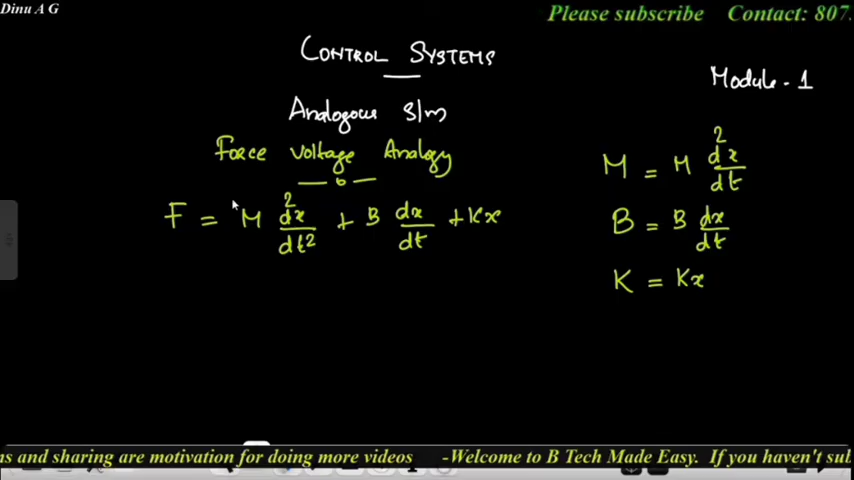 Dinu A G
Please subscribe Contact: 807.
CONTROL SYSTEMS
Module - 1
Analogous S/m
Force voltage Analogy
F = M d²x/dt² + B dx/dt + Kx
M = M d²x/dt
B = B dx/dt
K = Kx
ns and sharing are motivation for doing more videos -Welcome to B Tech Made Easy. If you haven't sub